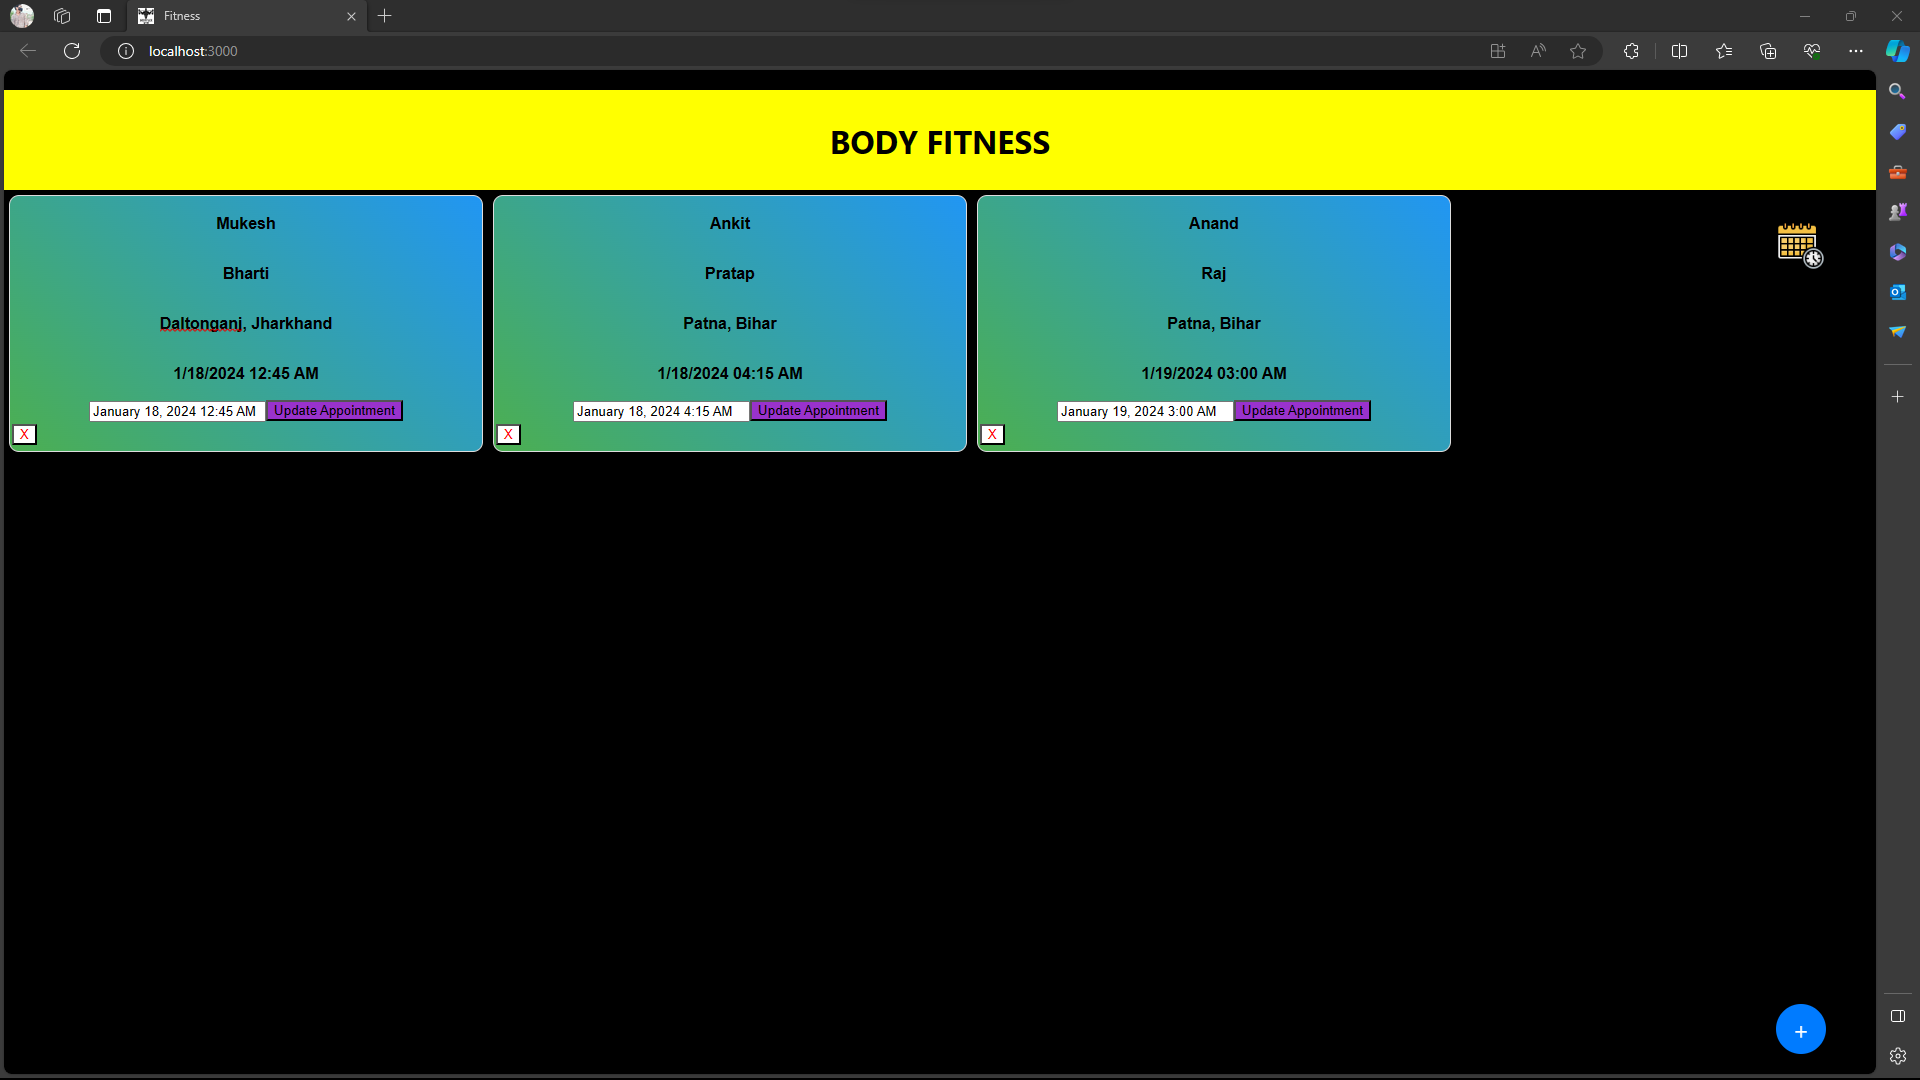 Fitness
localhost:3000
BODY FITNESS
Mukesh
Bharti
Daltonganj, Jharkhand
1/18/2024 12:45 AM
January 18, 2024 12:45 AM Update Appointment
X
Ankit
Pratap
Patna, Bihar
1/18/2024 04:15 AM
January 18, 2024 4:15 AM Update Appointment
X
Anand
Raj
Patna, Bihar
1/19/2024 03:00 AM
January 19, 2024 3:00 AM Update Appointment
X
+